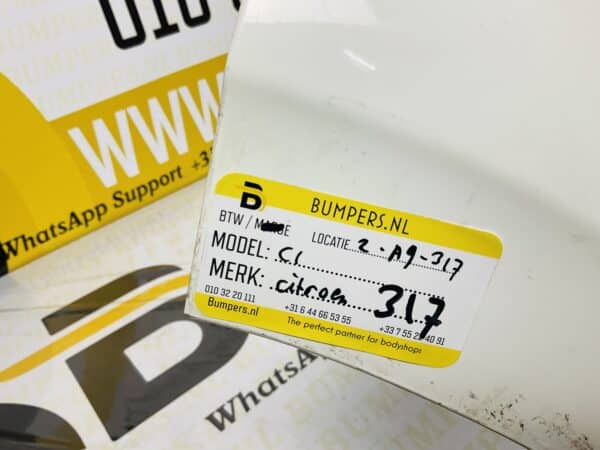 WWW.
WhatsApp Support +3
BUMPERS.NL
BTW / M
LOCATIE 2-A9-317
MODEL: C1
MERK: citroen 317
010 32 20 111 +31 6 44 66 53 55 +33 7 55 2 40 91
Bumpers.nl The perfect partner for bodyshops
WhatsA